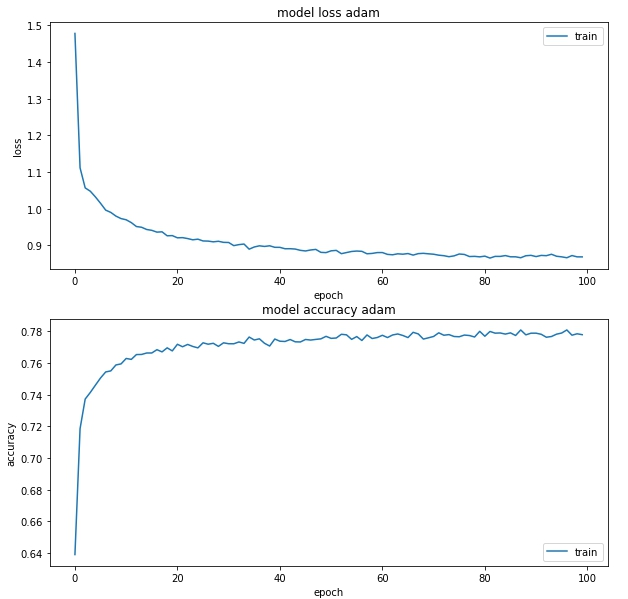 model loss adam
1.5
1.4
1.3
1.2
1.1
1.0
0.9
loss
train
0 20 40 60 80 100
epoch
model accuracy adam
0.78
0.76
0.74
0.72
0.70
0.68
0.66
0.64
accuracy
train
0 20 40 60 80 100
epoch